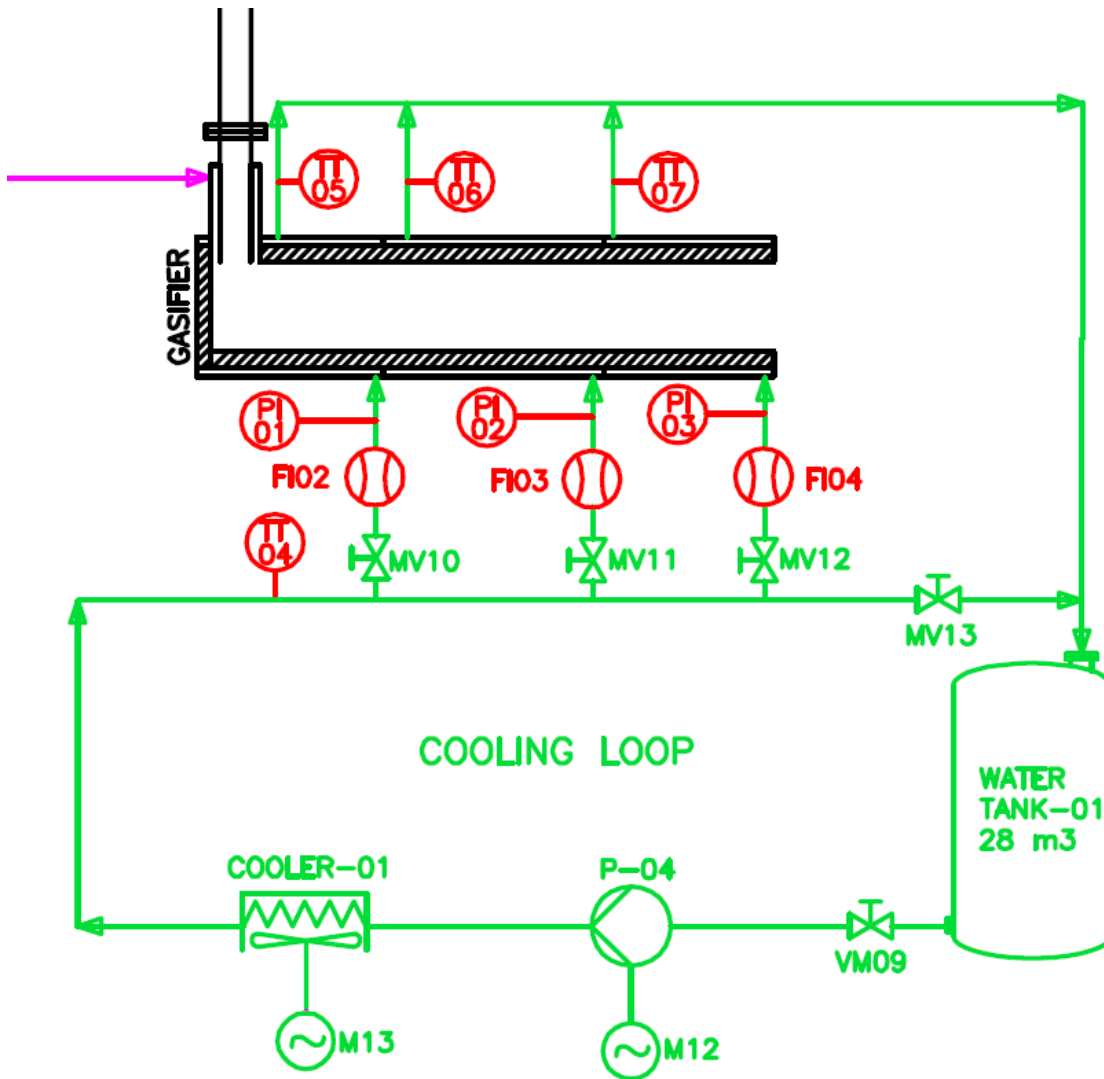 TT
05
TT
06
TT
07
GASIFIER
PI
01
PI
02
PI
03
FI02
FI03
FI04
TT
04
MV10
MV11
MV12
MV13
COOLING LOOP
WATER
TANK-01
28 m3
COOLER-01
P-04
VM09
M13
M12